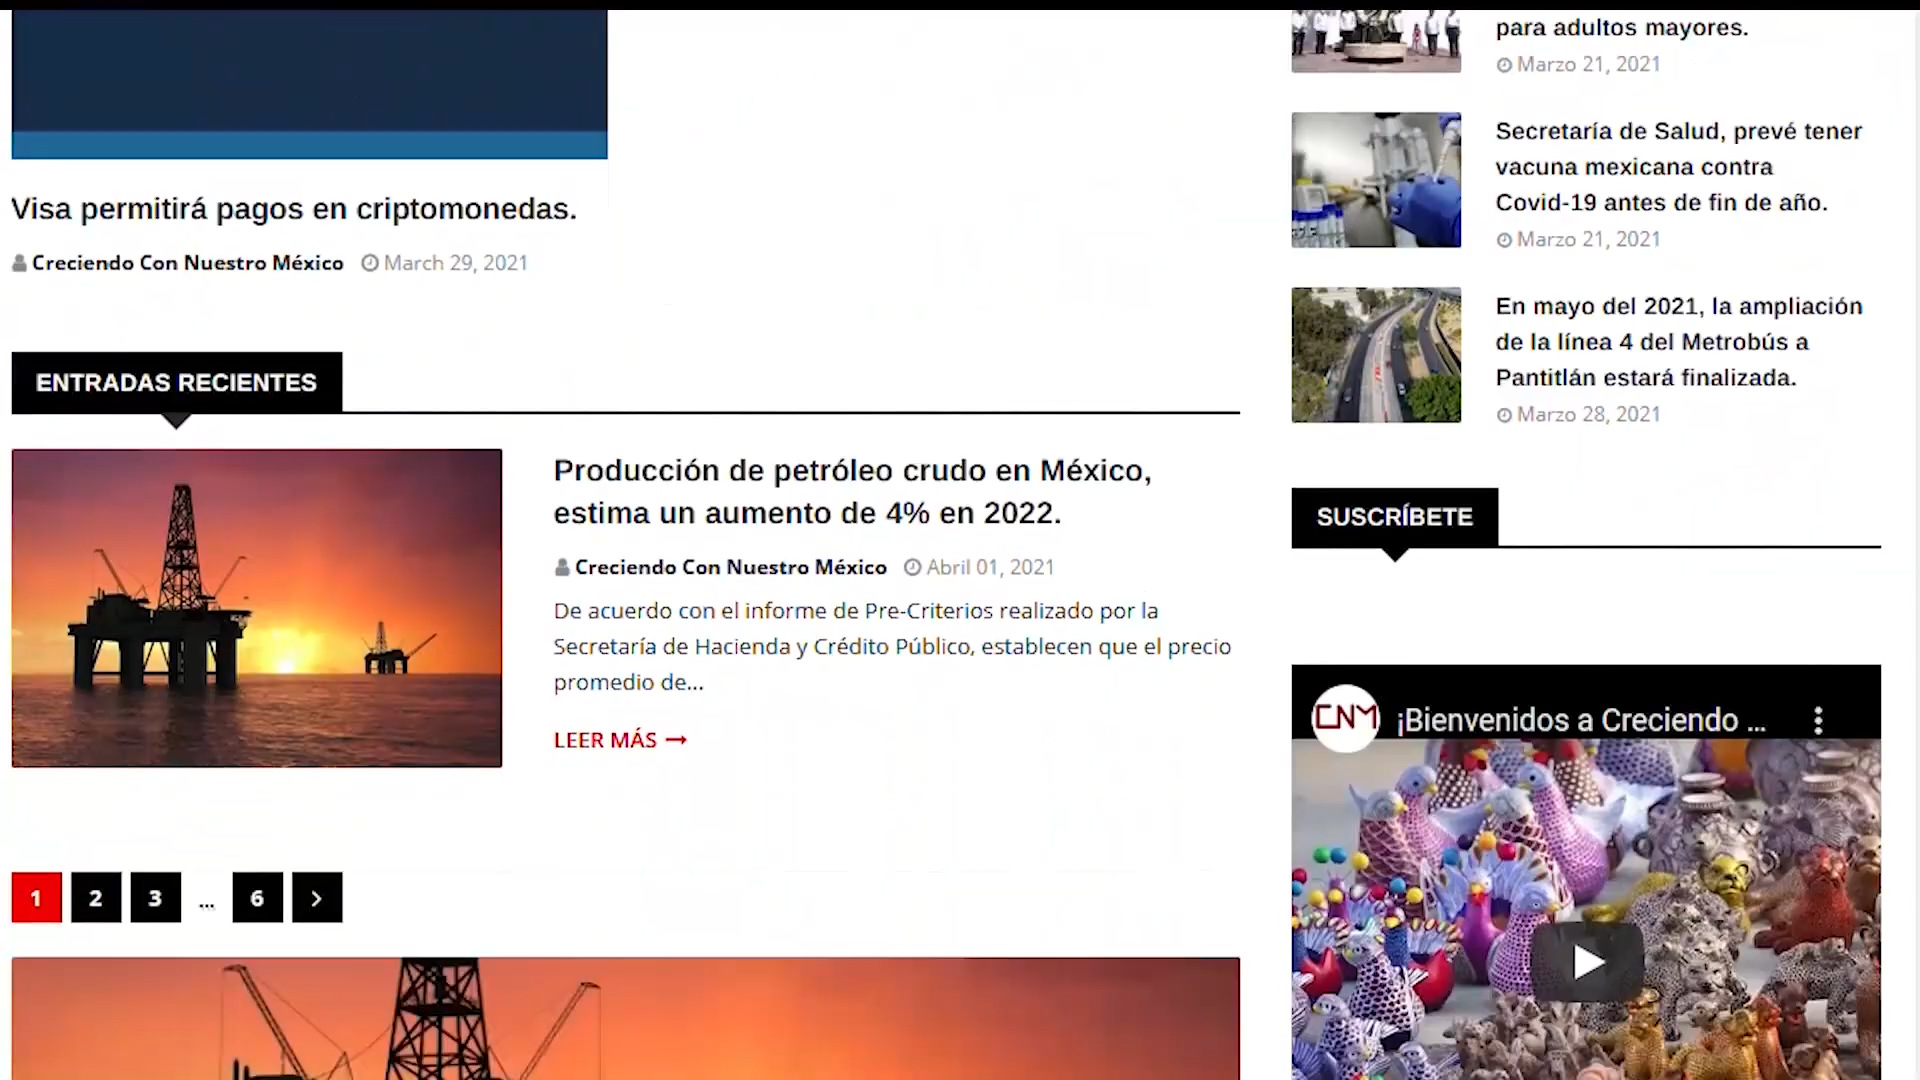 Visa permitirá pagos en criptomonedas.
Creciendo Con Nuestro México March 29, 2021
ENTRADAS RECIENTES
Producción de petróleo crudo en México,
estima un aumento de 4% en 2022.
Creciendo Con Nuestro México Abril 01, 2021
De acuerdo con el informe de Pre-Criterios realizado por la
Secretaría de Hacienda y Crédito Público, establecen que el precio
promedio de...
LEER MÁS
1 2 3 ... 6
para adultos mayores.
Marzo 21, 2021
Secretaría de Salud, prevé tener
vacuna mexicana contra
Covid-19 antes de fin de año.
Marzo 21, 2021
En mayo del 2021, la ampliación
de la línea 4 del Metrobús a
Pantitlán estará finalizada.
Marzo 28, 2021
SUSCRÍBETE
CNM
¡Bienvenidos a Creciendo ...